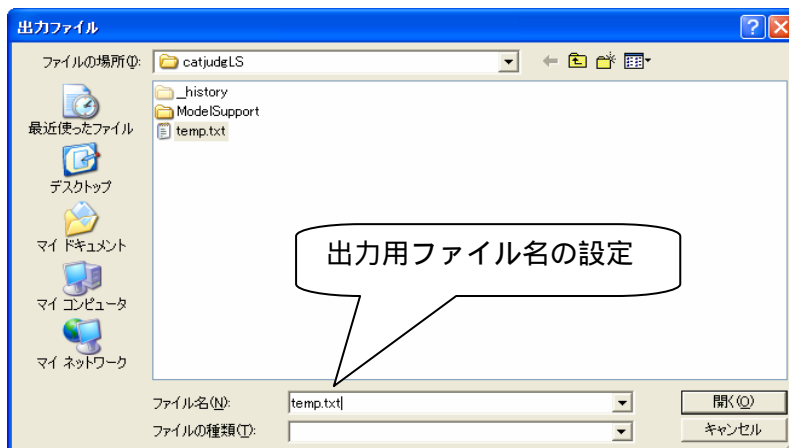 出力ファイル
ファイルの場所(I):
catjudgLS
_history
ModelSupport
temp.txt
最近使ったファイル
デスクトップ
マイ ドキュメント
マイ コンピュータ
マイ ネットワーク
出力用ファイル名の設定
ファイル名(N):
temp.txt
開く(O)
ファイルの種類(T):
キャンセル